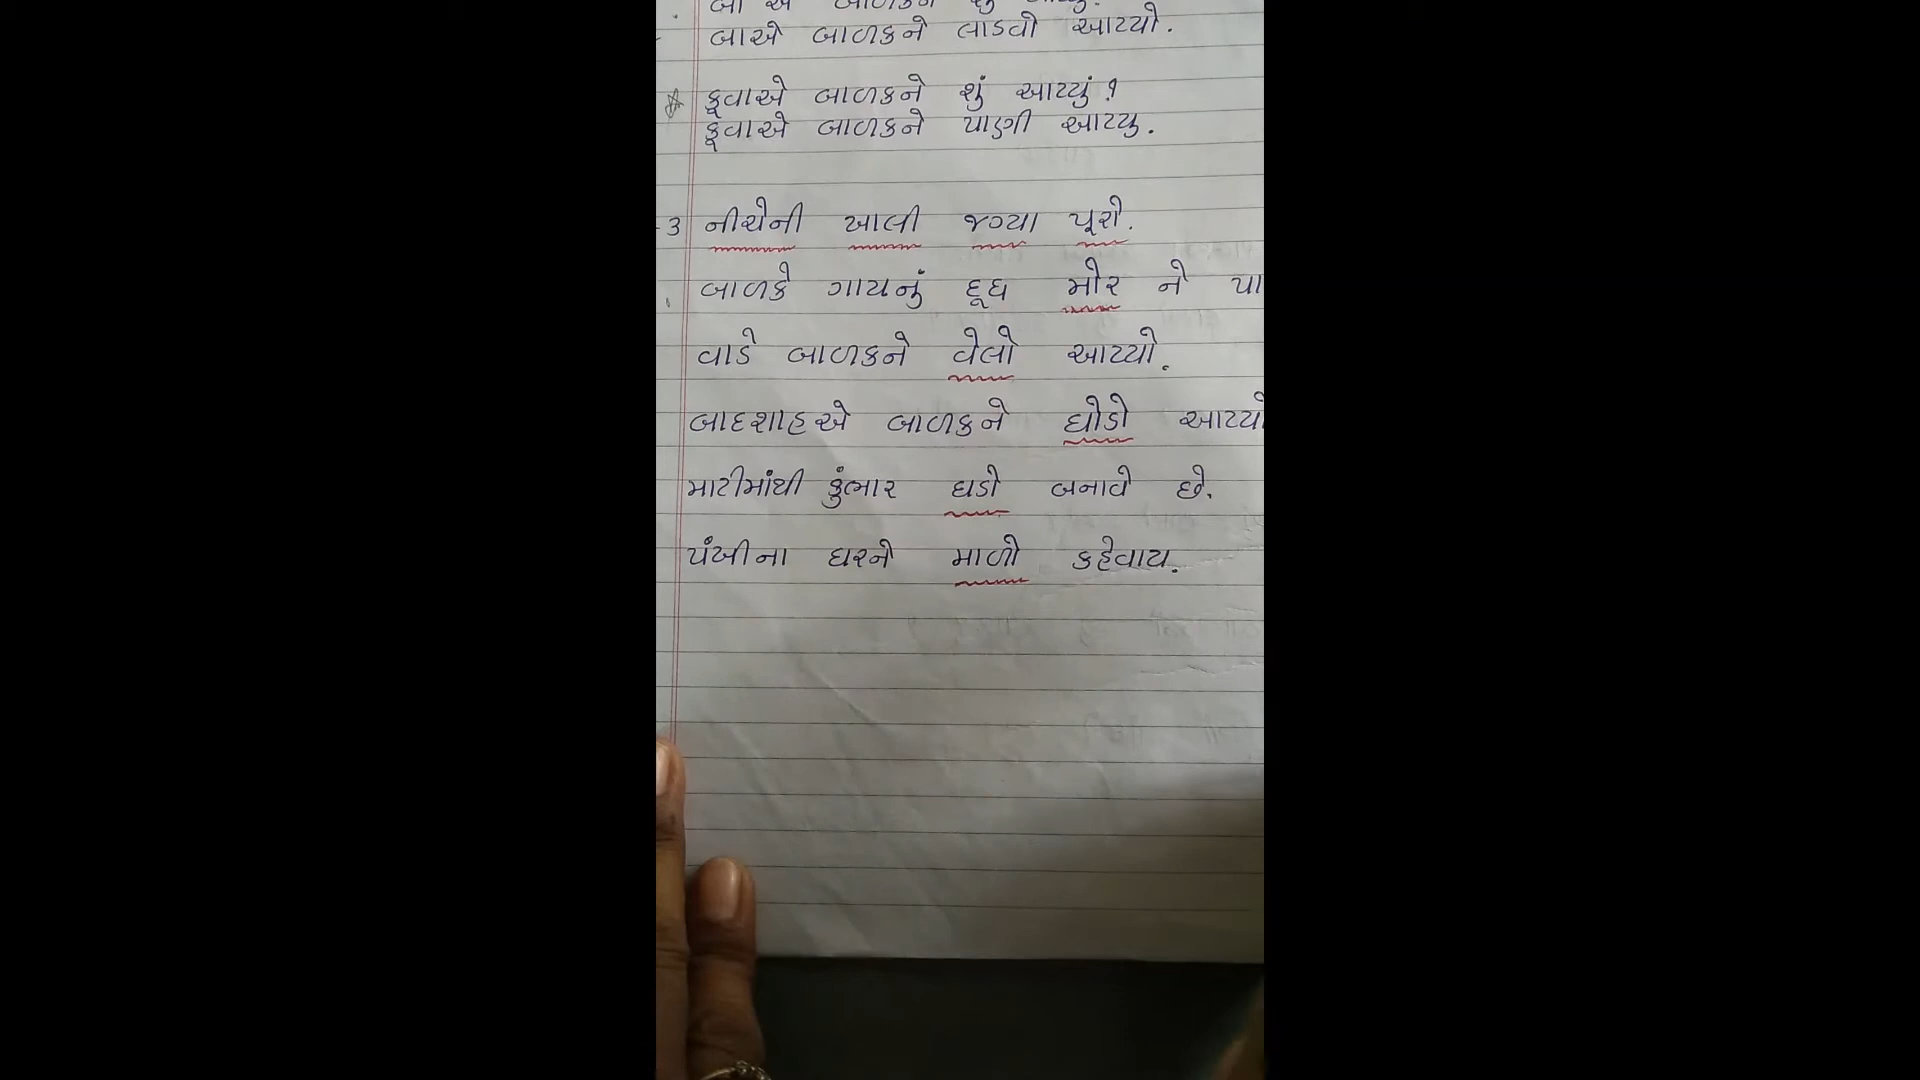 બાએ બાળકને લાડવો આપ્યો.
કૂવાએ બાળકને શું આપ્યું ?
કૂવાએ બાળકને પાણી આપ્યુ.
3 નીચેની ખાલી જગ્યા પૂરો.
બાળકે ગાયનું દૂધ મોર ને પા
વાડે બાળકને વેલો આપ્યો.
બાદશાહએ બાળકને ઘોડો આપ્યો
માટીમાંથી કુંભાર ઘડો બનાવે છે.
પંખીના ઘરને માળો કહેવાય.